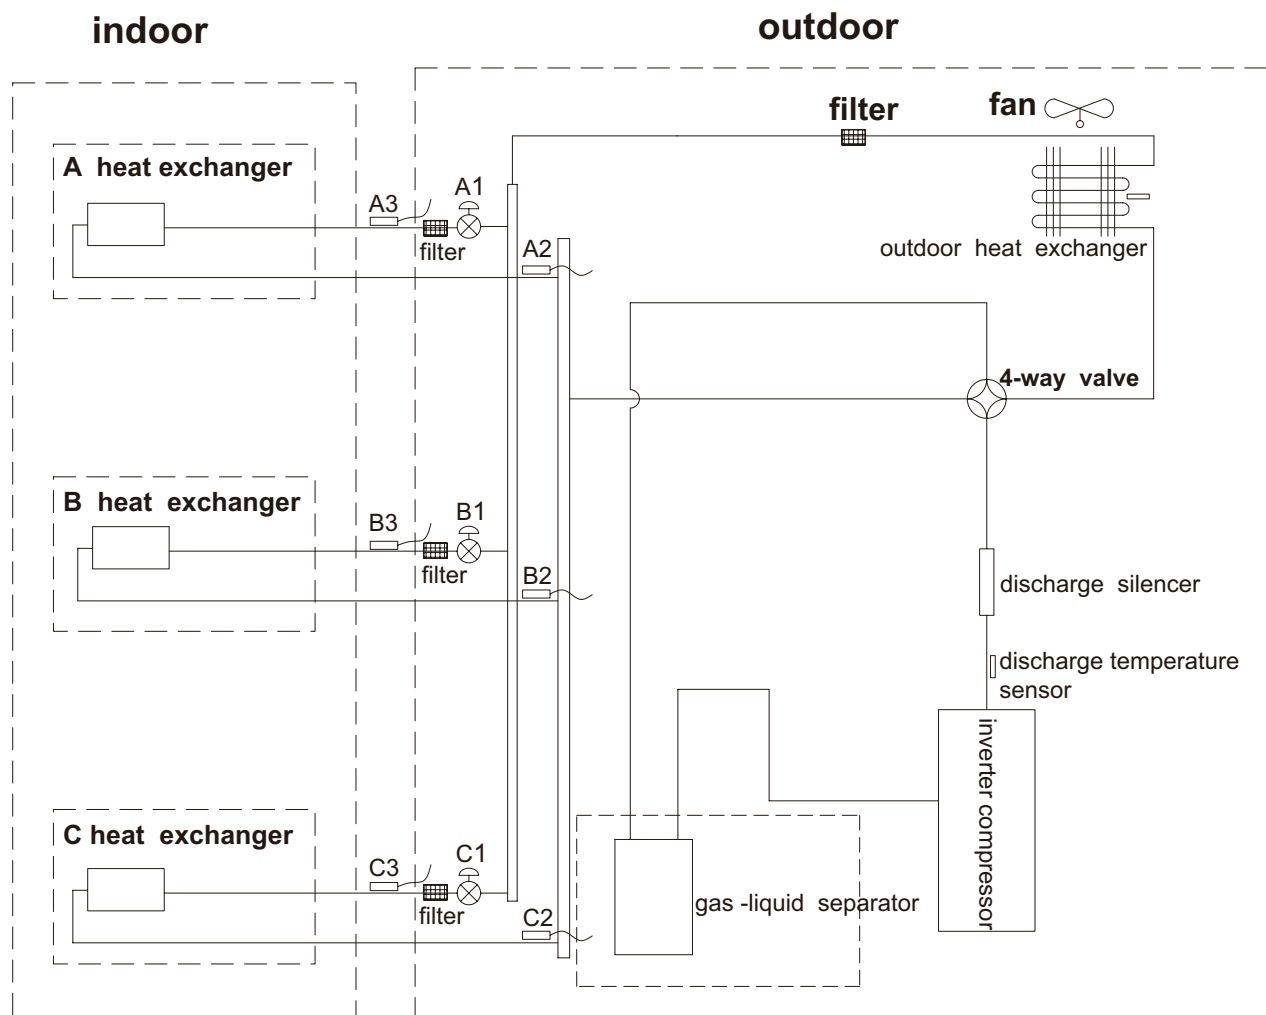 indoor
outdoor
filter
fan
A heat exchanger
A3
A1
filter
A2
outdoor heat exchanger
4-way valve
B heat exchanger
B3
B1
filter
B2
discharge silencer
discharge temperature
sensor
inverter compressor
C heat exchanger
C3
C1
filter
C2
gas -liquid separator